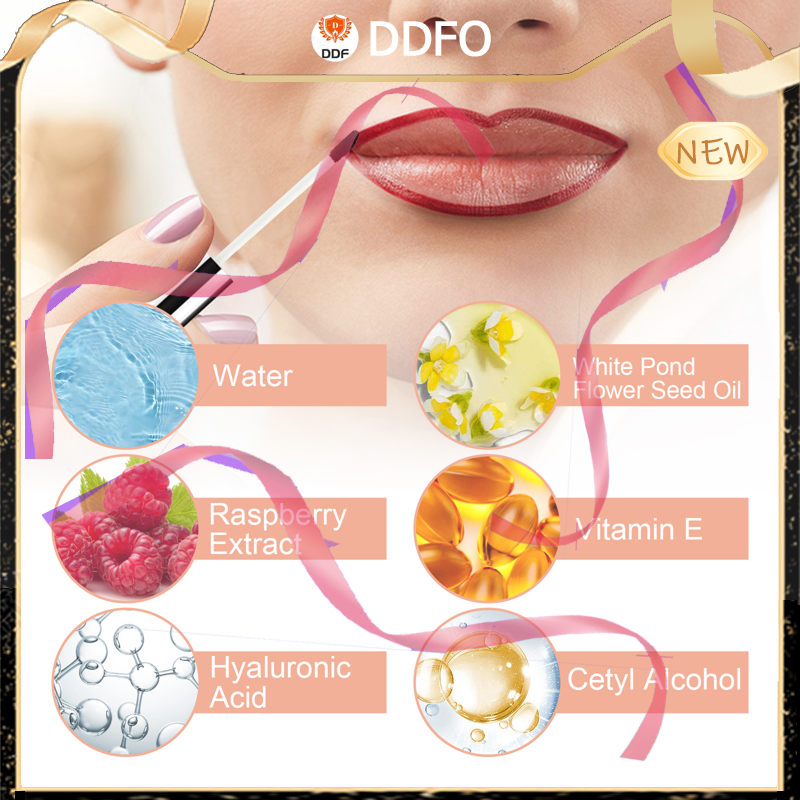 DDF
DDFO
NEW
Water
White Pond
Flower Seed Oil
Raspberry
Extract
Vitamin E
Hyaluronic
Acid
Cetyl Alcohol